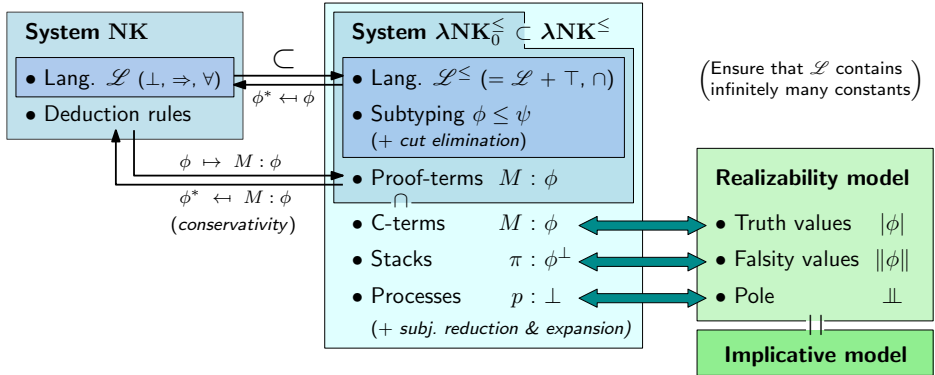 System NK
• Lang. ℒ (⊥, ⇒, ∀)
• Deduction rules
⊂
ϕ* ↤ ϕ
ϕ ↦ M : ϕ
ϕ* ↤ M : ϕ
(conservativity)
System λNK₀^≤ ⊂ λNK^≤
• Lang. ℒ^≤ (= ℒ + ⊤, ∩)
• Subtyping ϕ ≤ ψ
(+ cut elimination)
• Proof-terms M : ϕ
∩
• C-terms M : ϕ
• Stacks π : ϕ^⊥
• Processes p : ⊥
(+ subj. reduction & expansion)
(Ensure that ℒ contains
infinitely many constants)
Realizability model
• Truth values |ϕ|
• Falsity values ‖ϕ‖
• Pole ⫫
Implicative model